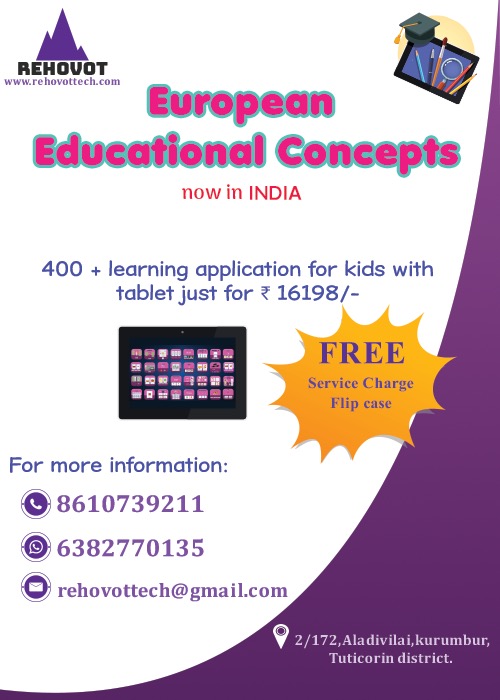 REHOVOT
www.rehovottech.com
European
Educational Concepts
now in INDIA
400 + learning application for kids with
tablet just for ₹ 16198/-
FREE
Service Charge
Flip case
For more information:
8610739211
6382770135
rehovottech@gmail.com
2/172,Aladivilai,kurumbur,
Tuticorin district.